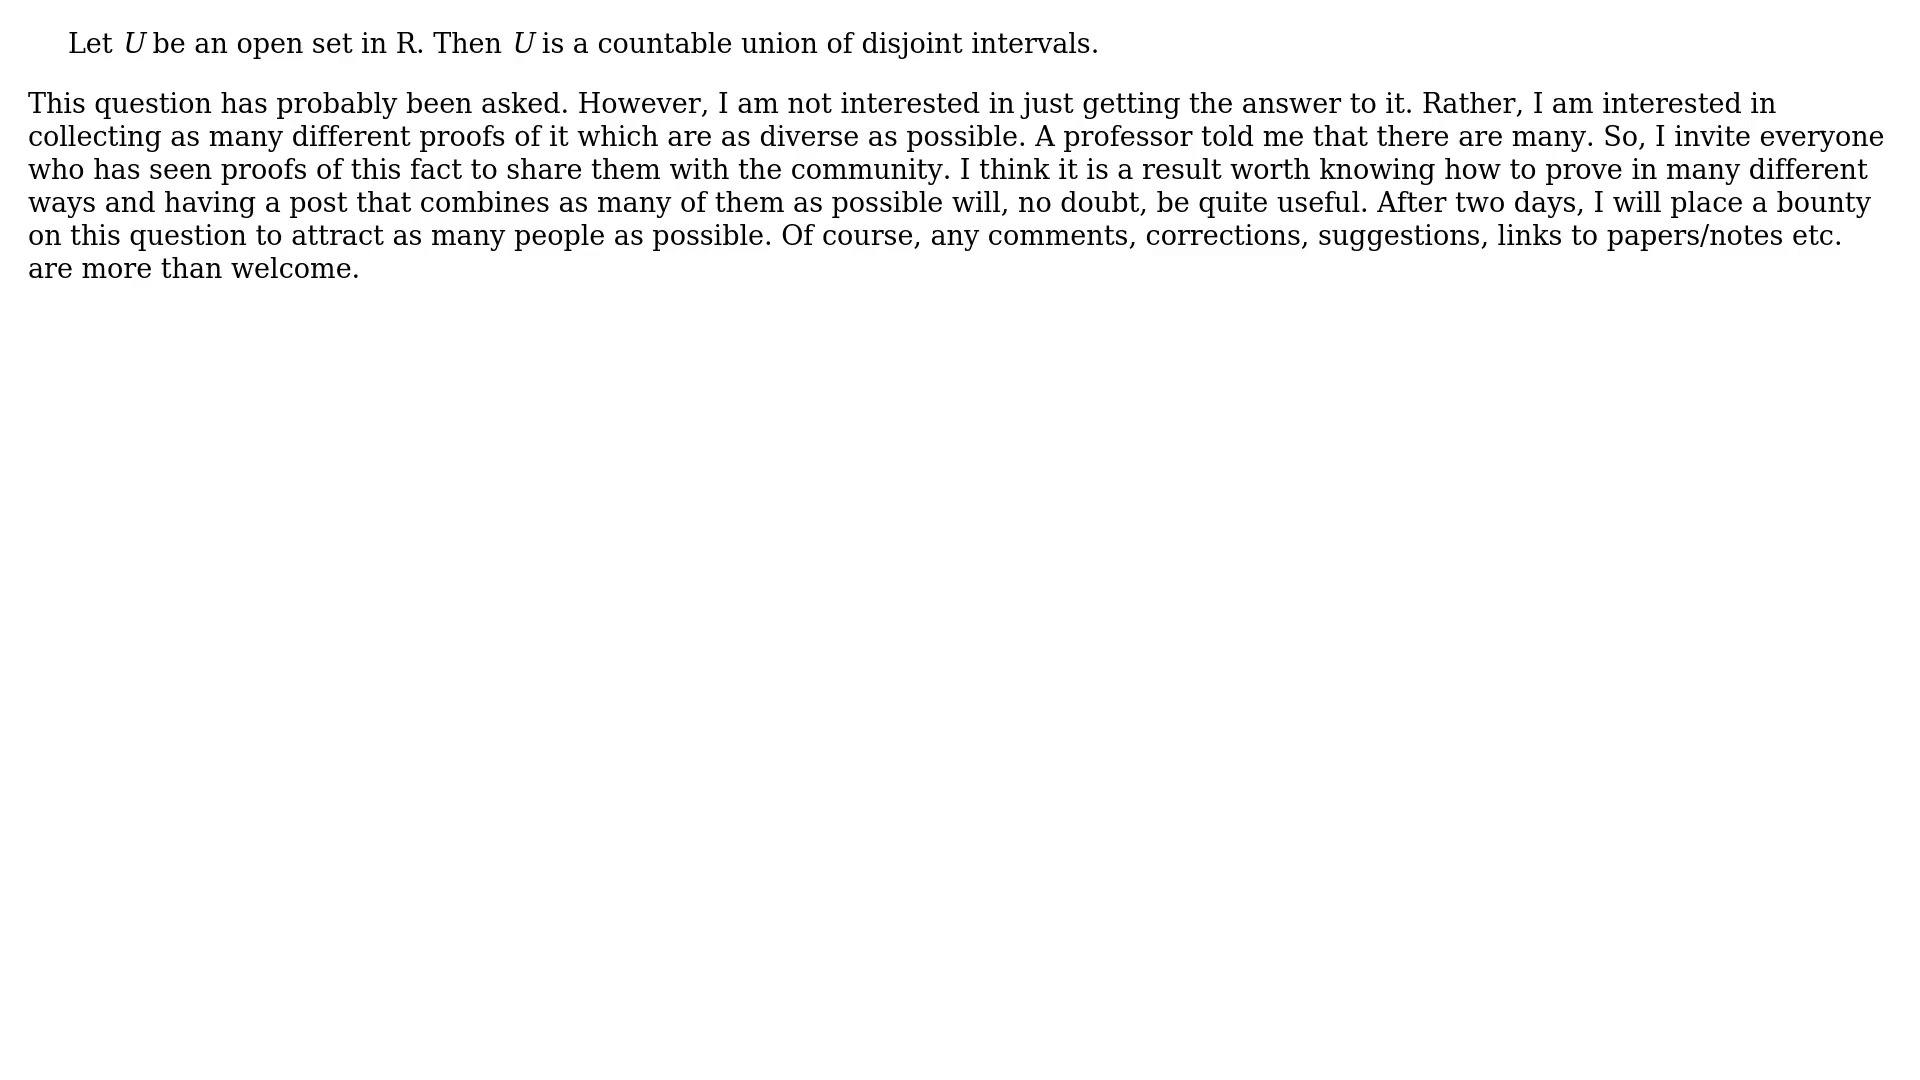 Let U be an open set in R. Then U is a countable union of disjoint intervals.
This question has probably been asked. However, I am not interested in just getting the answer to it. Rather, I am interested in
collecting as many different proofs of it which are as diverse as possible. A professor told me that there are many. So, I invite everyone
who has seen proofs of this fact to share them with the community. I think it is a result worth knowing how to prove in many different
ways and having a post that combines as many of them as possible will, no doubt, be quite useful. After two days, I will place a bounty
on this question to attract as many people as possible. Of course, any comments, corrections, suggestions, links to papers/notes etc.
are more than welcome.